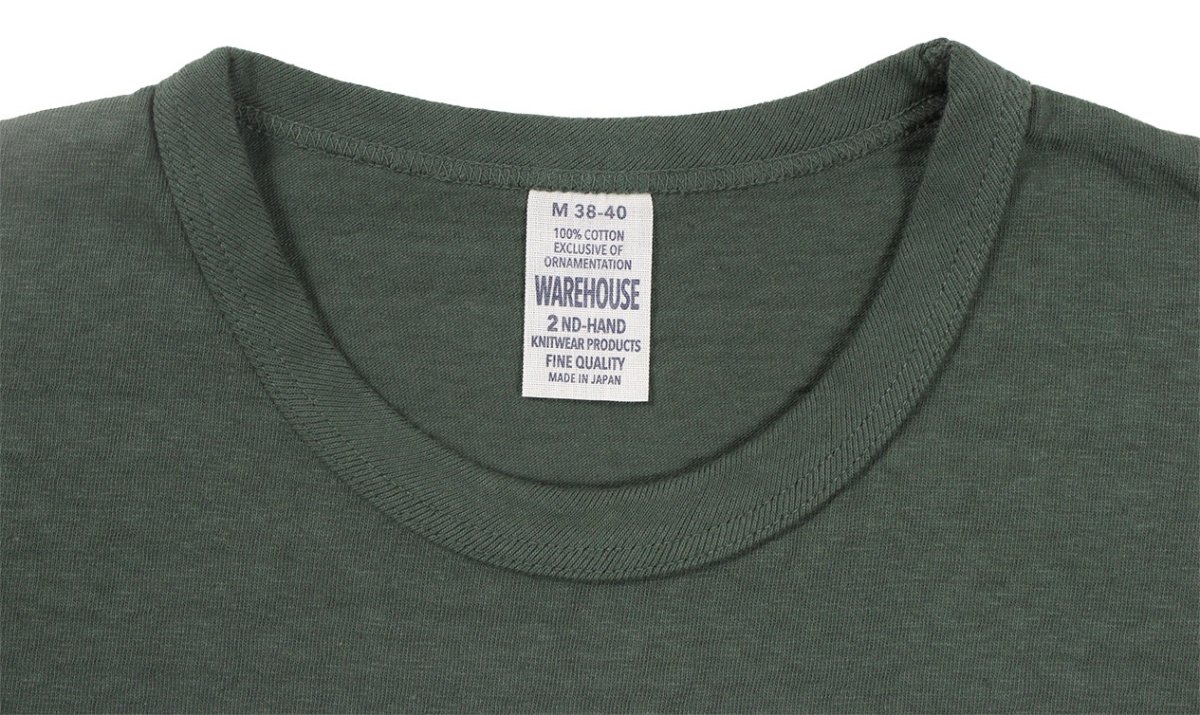 M 38-40
100% COTTON
EXCLUSIVE OF
ORNAMENTATION
WAREHOUSE
2 ND-HAND
KNITWEAR PRODUCTS
FINE QUALITY
MADE IN JAPAN